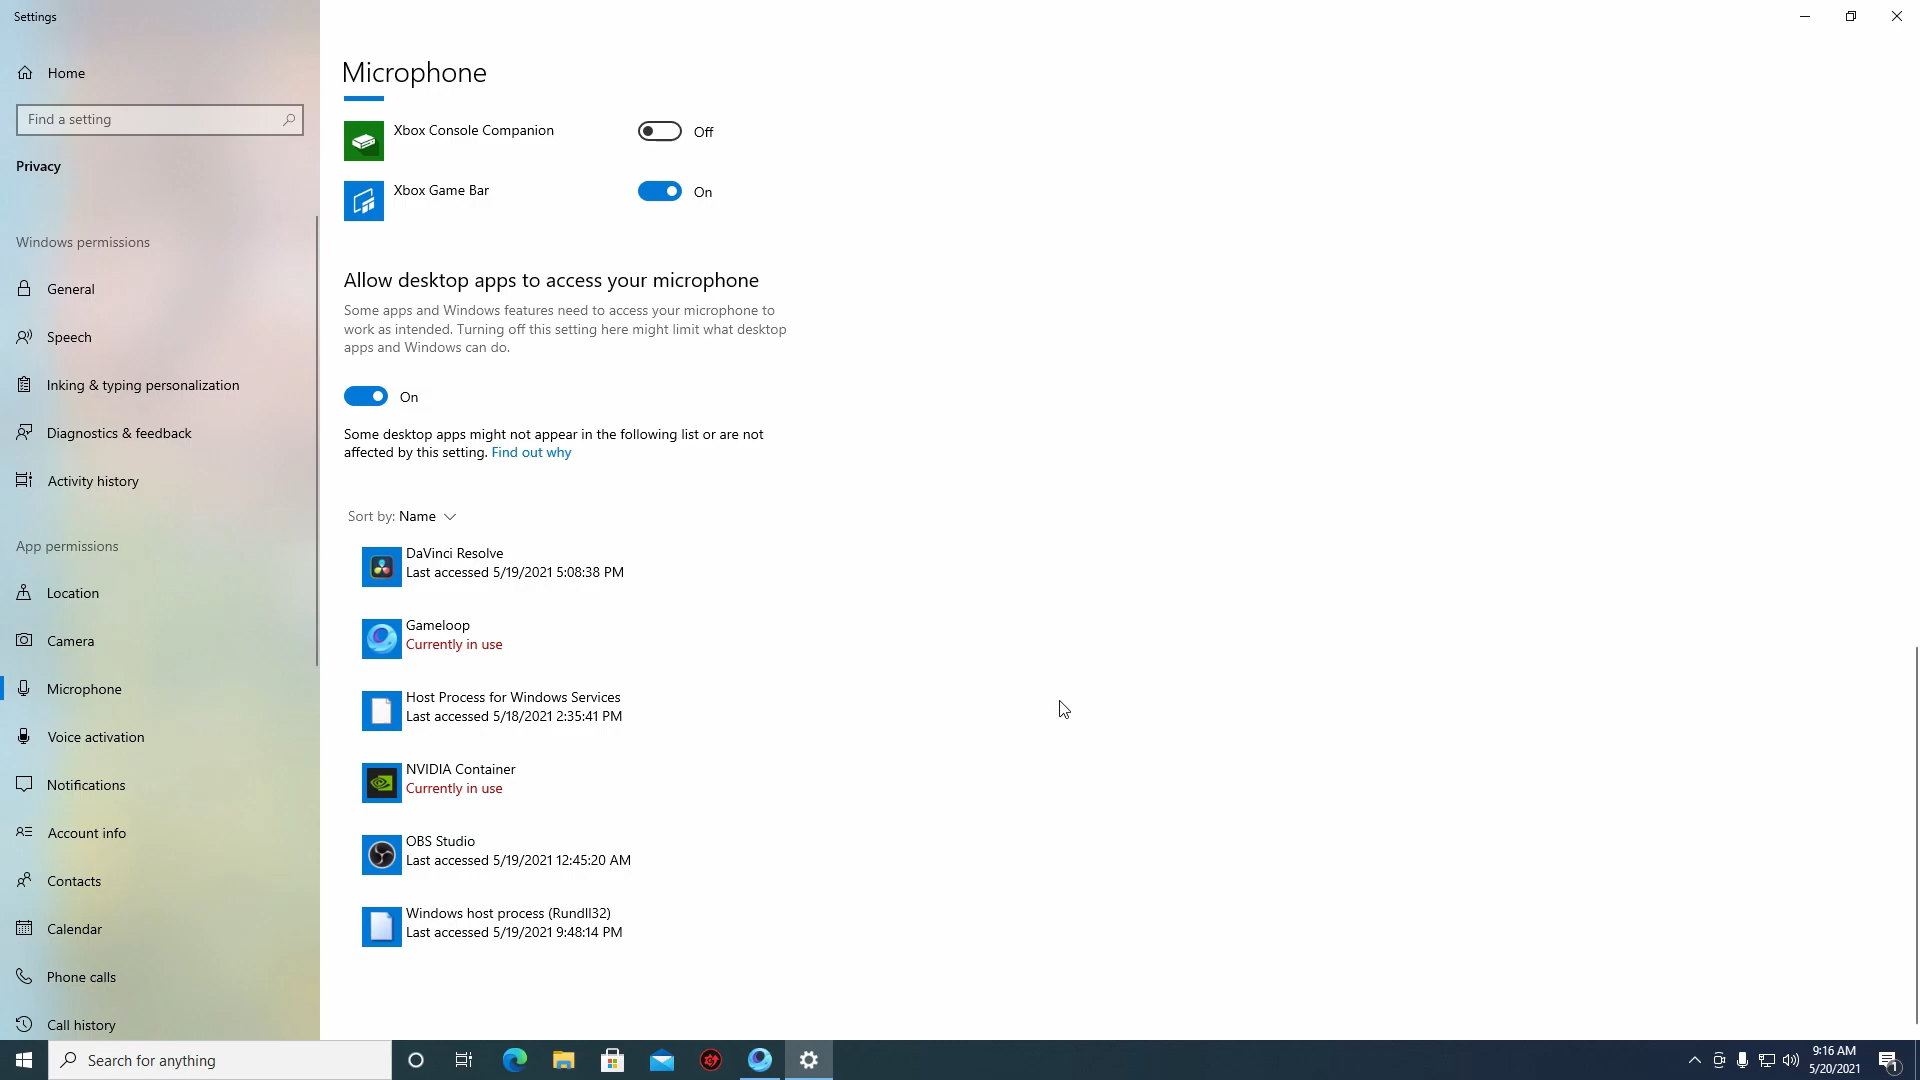 Settings
Home
Find a setting
Privacy
Windows permissions
General
Speech
Inking & typing personalization
Diagnostics & feedback
Activity history
App permissions
Location
Camera
Microphone
Voice activation
Notifications
Account info
Contacts
Calendar
Phone calls
Call history
Microphone
Xbox Console Companion
Off
Xbox Game Bar
On
Allow desktop apps to access your microphone
Some apps and Windows features need to access your microphone to
work as intended. Turning off this setting here might limit what desktop
apps and Windows can do.
On
Some desktop apps might not appear in the following list or are not
affected by this setting. Find out why
Sort by: Name
DaVinci Resolve
Last accessed 5/19/2021 5:08:38 PM
Gameloop
Currently in use
Host Process for Windows Services
Last accessed 5/18/2021 2:35:41 PM
NVIDIA Container
Currently in use
OBS Studio
Last accessed 5/19/2021 12:45:20 AM
Windows host process (Rundll32)
Last accessed 5/19/2021 9:48:14 PM
Search for anything
9:16 AM
5/20/2021
1